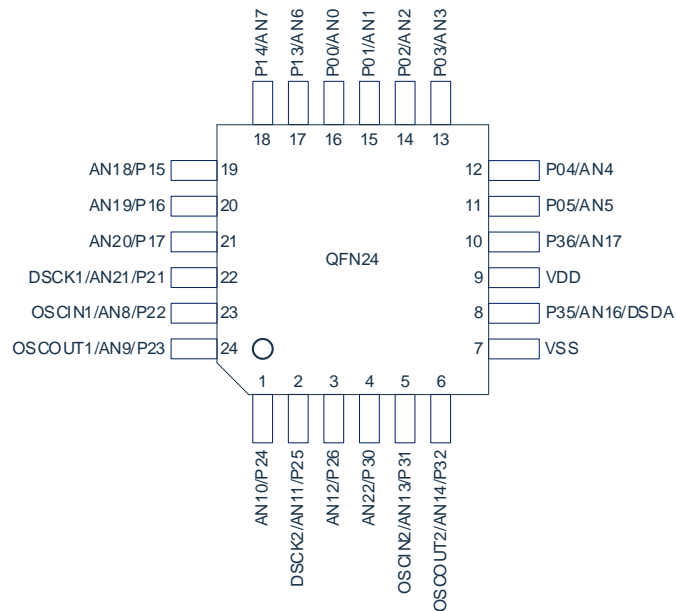 P14/AN7
P13/AN6
P00/AN0
P01/AN1
P02/AN2
P03/AN3
18
17
16
15
14
13
AN18/P15
19
12
P04/AN4
AN19/P16
20
11
P05/AN5
AN20/P17
21
10
P36/AN17
QFN24
DSCK1/AN21/P21
22
9
VDD
OSCIN1/AN8/P22
23
8
P35/AN16/DSDA
OSCOUT1/AN9/P23
24
7
VSS
1
2
3
4
5
6
AN10/P24
DSCK2/AN11/P25
AN12/P26
AN22/P30
OSCIN2/AN13/P31
OSCOUT2/AN14/P32